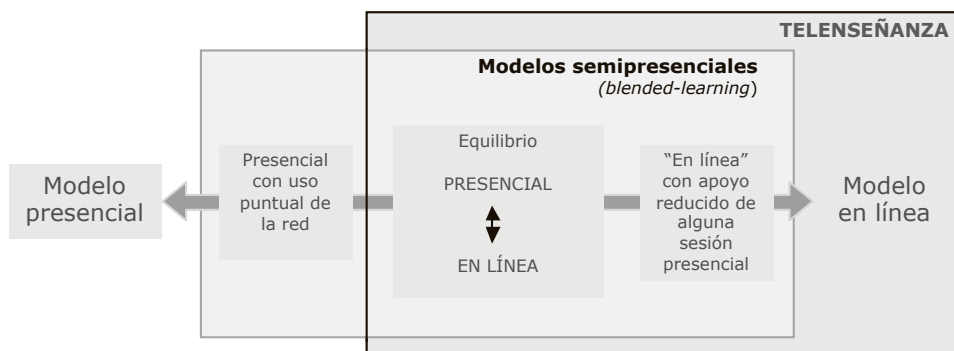 TELENSEÑANZA
Modelos semipresenciales
(blended-learning)
Modelo
presencial
Presencial
con uso
puntual de
la red
Equilibrio
PRESENCIAL
EN LÍNEA
“En línea”
con apoyo
reducido de
alguna
sesión
presencial
Modelo
en línea